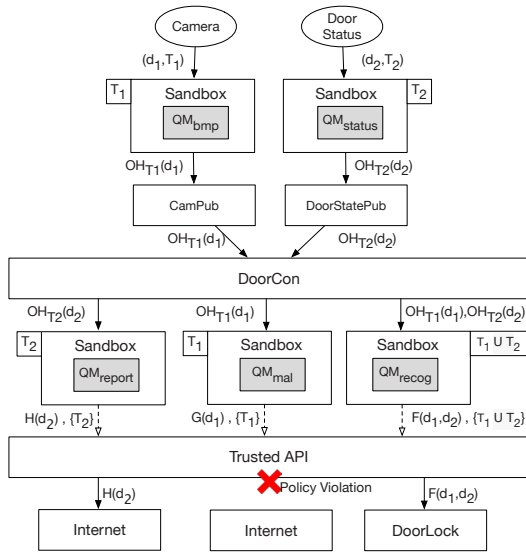 Camera
Door
Status
(d1,T1)
(d2,T2)
T1
Sandbox
QMbmp
Sandbox
T2
QMstatus
OHT1(d1)
OHT2(d2)
CamPub
DoorStatePub
OHT1(d1)
OHT2(d2)
DoorCon
OHT2(d2)
OHT1(d1)
OHT1(d1),OHT2(d2)
T2
Sandbox
QMreport
T1
Sandbox
QMmal
Sandbox
T1 U T2
QMrecog
H(d2) , {T2}
G(d1) , {T1}
F(d1,d2) , {T1 U T2}
Trusted API
Policy Violation
H(d2)
F(d1,d2)
Internet
Internet
DoorLock